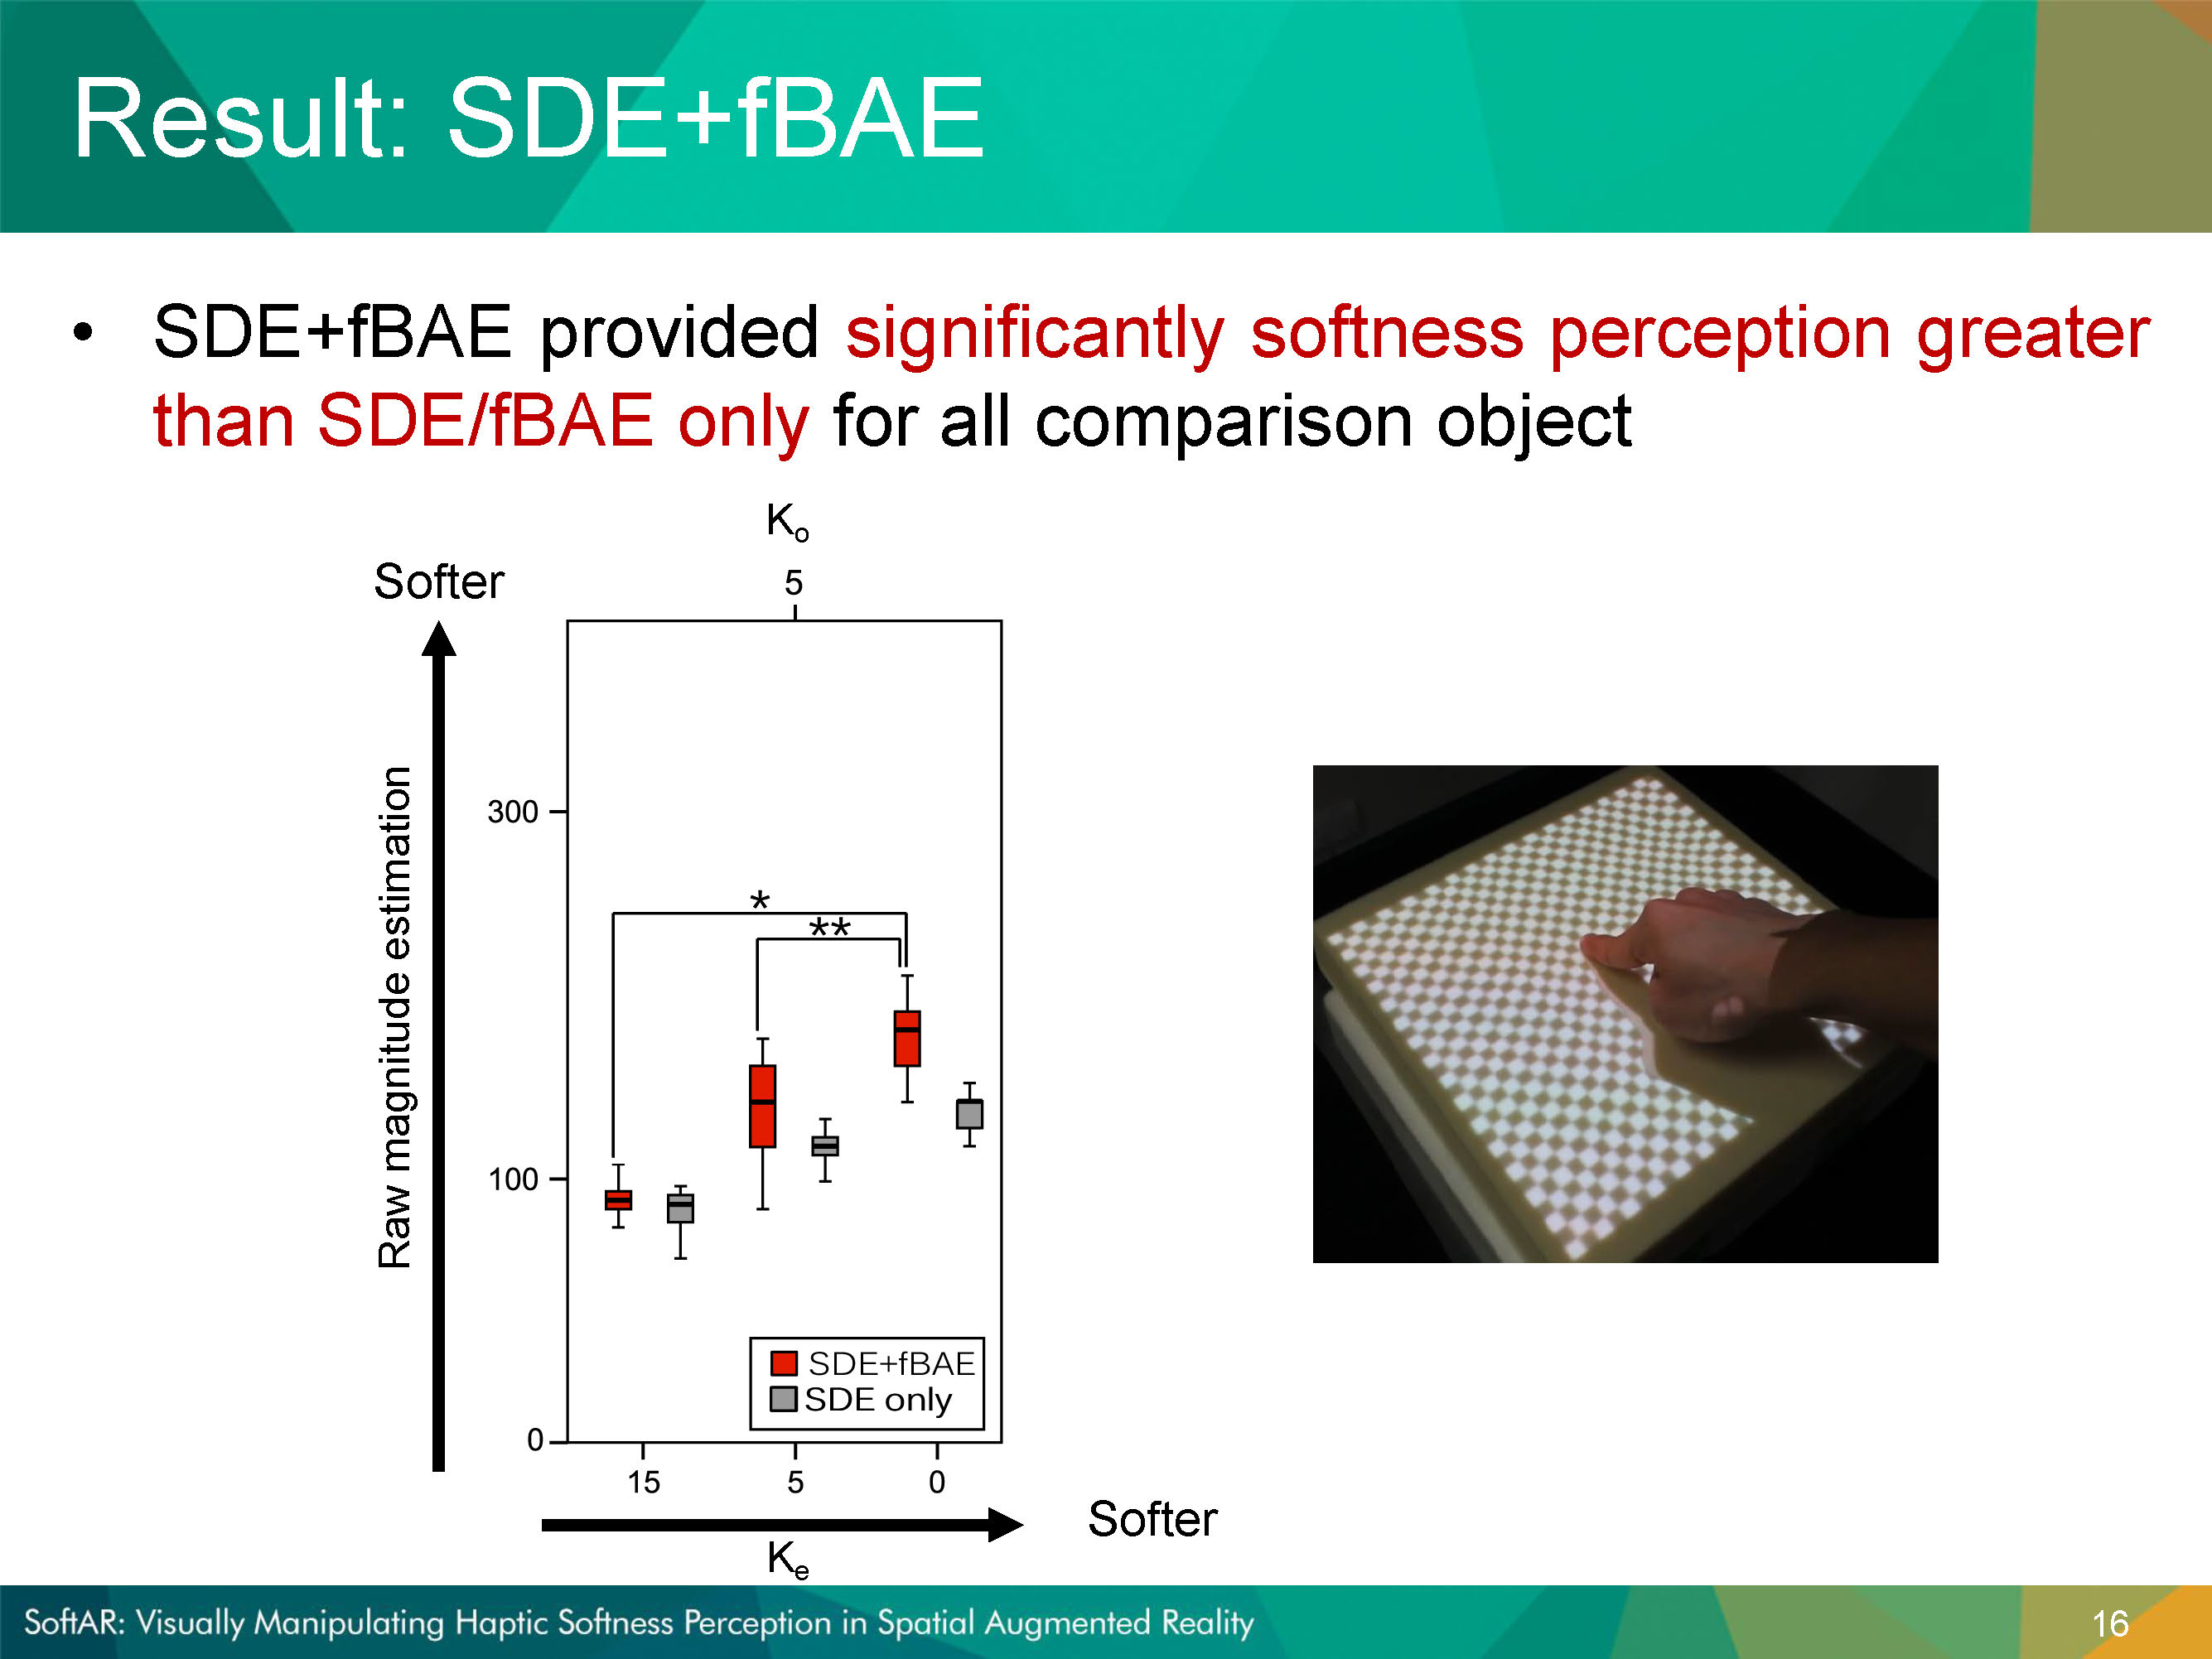 Result: SDE+fBAE
• SDE+fBAE provided significantly softness perception greater
than SDE/fBAE only for all comparison object
Ko
Softer
5
Raw magnitude estimation
300
*
**
100
SDE+fBAE
SDE only
0
15 5 0
Softer
Ke
SoftAR: Visually Manipulating Haptic Softness Perception in Spatial Augmented Reality
16